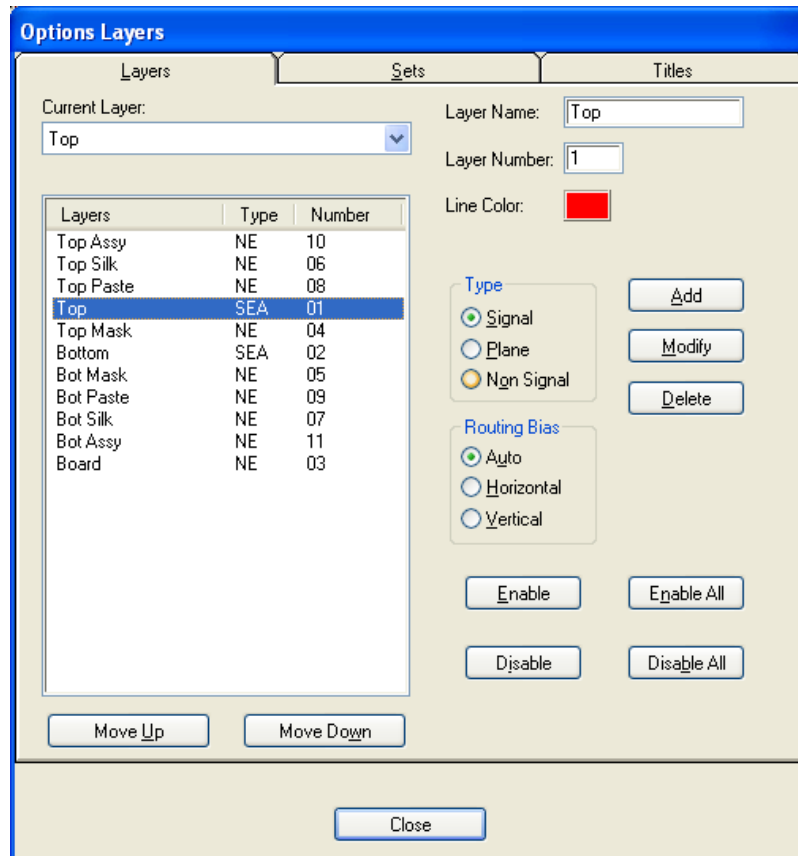 Options Layers
Layers Sets Titles
Current Layer:
Top
Layer Name: Top
Layer Number: 1
Line Color:
Layers Type Number
Top Assy NE 10
Top Silk NE 06
Top Paste NE 08
Top SEA 01
Top Mask NE 04
Bottom SEA 02
Bot Mask NE 05
Bot Paste NE 09
Bot Silk NE 07
Bot Assy NE 11
Board NE 03
Type
Signal
Plane
Non Signal
Add
Modify
Delete
Routing Bias
Auto
Horizontal
Vertical
Enable Enable All
Disable Disable All
Move Up Move Down
Close